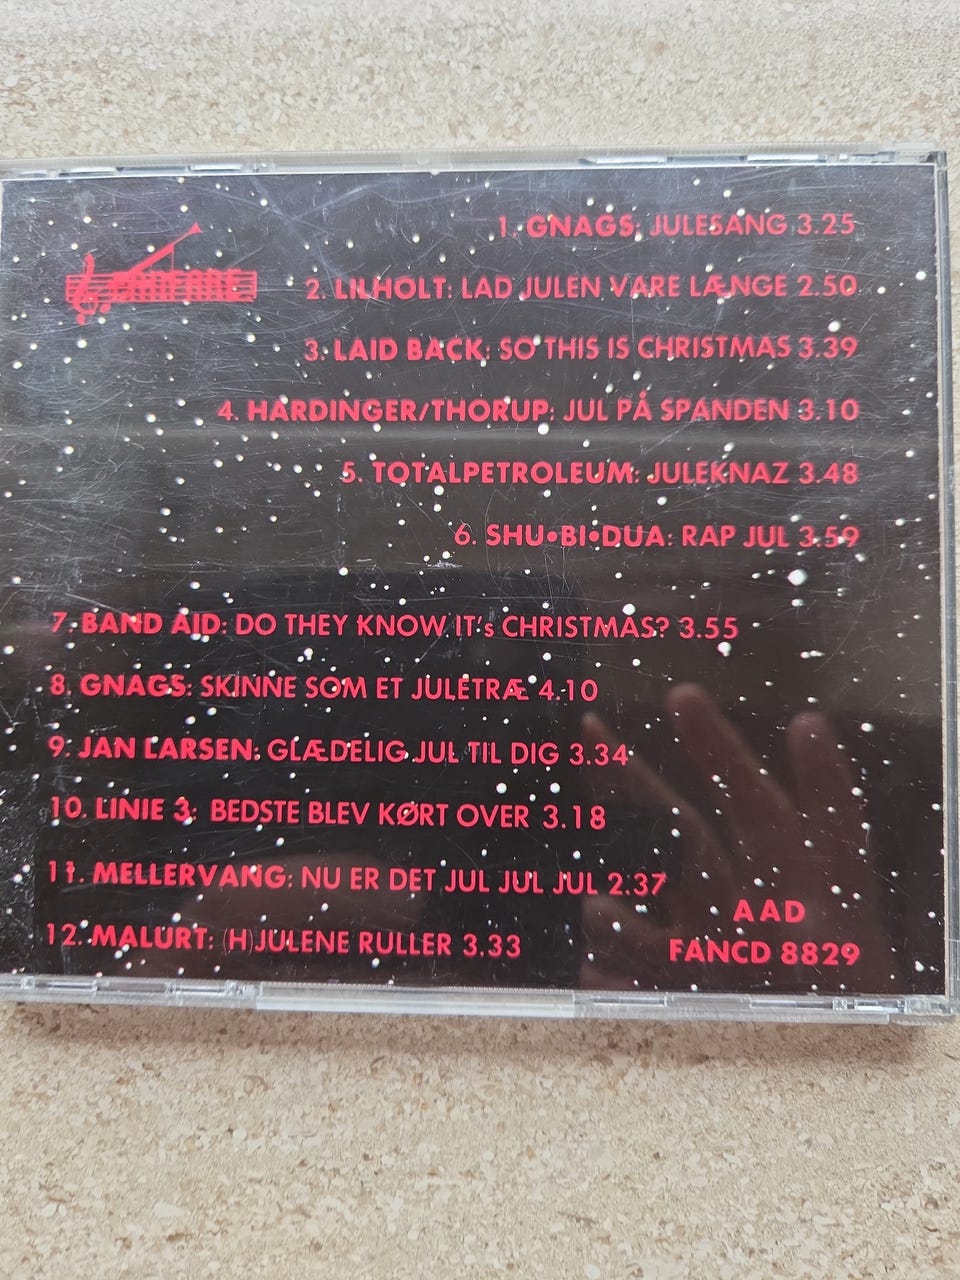 FANFARE
1. GNAGS: JULESANG 3.25
2. LILHOLT: LAD JULEN VARE LÆNGE 2.50
3. LAID BACK: SO THIS IS CHRISTMAS 3.39
4. HARDINGER/THORUP: JUL PÅ SPANDEN 3.10
5. TOTALPETROLEUM: JULEKNAZ 3.48
6. SHU•BI•DUA: RAP JUL 3.59
7. BAND AID: DO THEY KNOW IT's CHRISTMAS? 3.55
8. GNAGS: SKINNE SOM ET JULETRÆ 4.10
9. JAN LARSEN: GLÆDELIG JUL TIL DIG 3.34
10. LINIE 3: BEDSTE BLEV KØRT OVER 3.18
11. MELLERVANG: NU ER DET JUL JUL JUL 2.37
12. MALURT: (H)JULENE RULLER 3.33
AAD
FANCD 8829